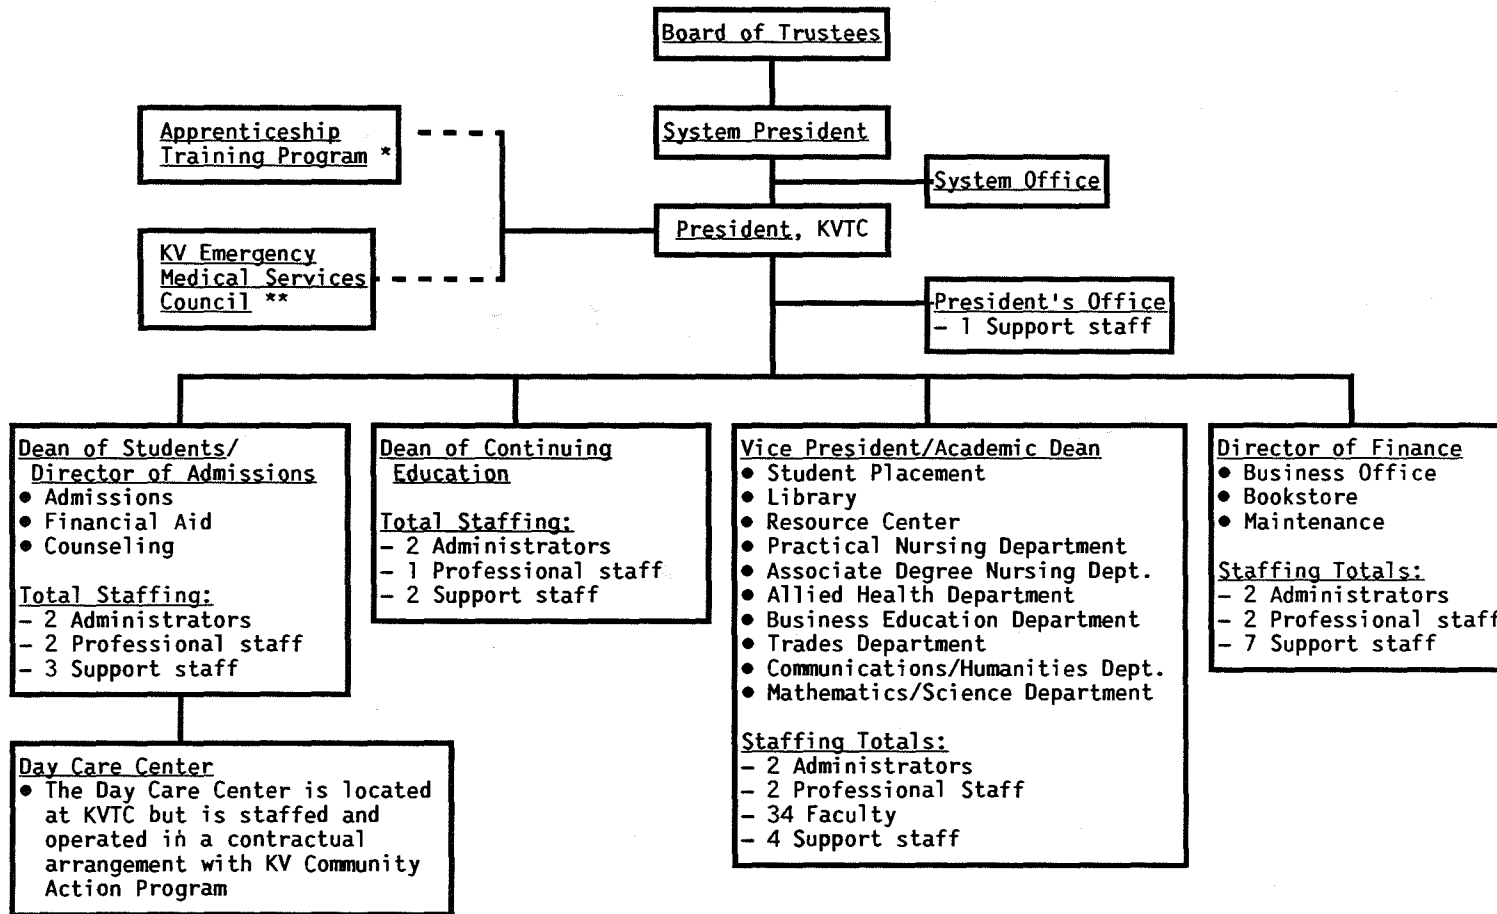 Board of Trustees
Apprenticeship
Training Program *
System President
System Office
President, KVTC
KV Emergency
Medical Services
Council **
President's Office
– 1 Support staff
Dean of Students/
Director of Admissions
● Admissions
● Financial Aid
● Counseling
Total Staffing:
– 2 Administrators
– 2 Professional staff
– 3 Support staff
Dean of Continuing
Education
Total Staffing:
– 2 Administrators
– 1 Professional staff
– 2 Support staff
Vice President/Academic Dean
● Student Placement
● Library
● Resource Center
● Practical Nursing Department
● Associate Degree Nursing Dept.
● Allied Health Department
● Business Education Department
● Trades Department
● Communications/Humanities Dept.
● Mathematics/Science Department
Staffing Totals:
– 2 Administrators
– 2 Professional Staff
– 34 Faculty
– 4 Support staff
Director of Finance
● Business Office
● Bookstore
● Maintenance
Staffing Totals:
– 2 Administrators
– 2 Professional staff
– 7 Support staff
Day Care Center
● The Day Care Center is located
at KVTC but is staffed and
operated in a contractual
arrangement with KV Community
Action Program